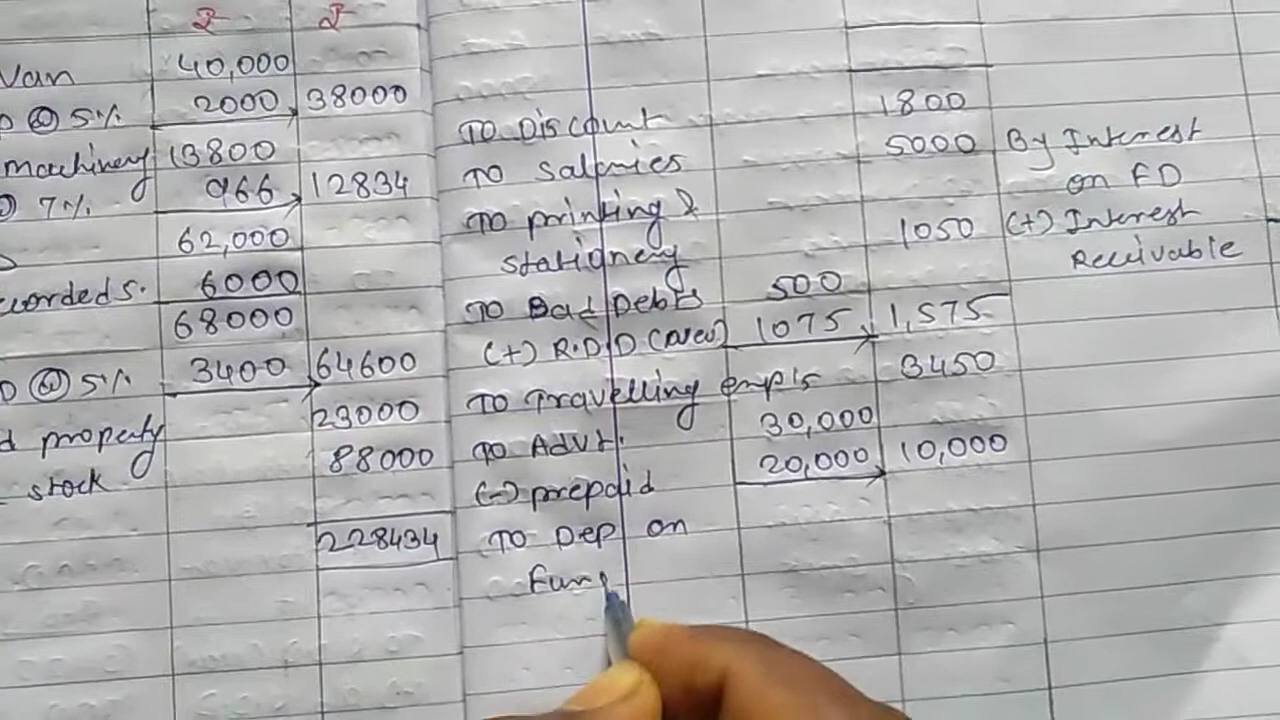 ₹ ₹
Van 40,000
D @ 5% 2000 38000
machinery 13800
@ 7% 966 12834
62,000
corded s. 6000
68000
D @ 5% 3400 64600
23000
d property 88000
stock
228434
To Discount 1800
To Salaries 5000
To printing & 1050
stationery
To Bad Debts 500
(+) R.D.D (new) 1075 1,575
To Travelling emp's 3450
To Advt. 30,000
(-) prepaid 20,000 10,000
To Dep on
Furn
By Interest
on FD
(+) Interest
Receivable